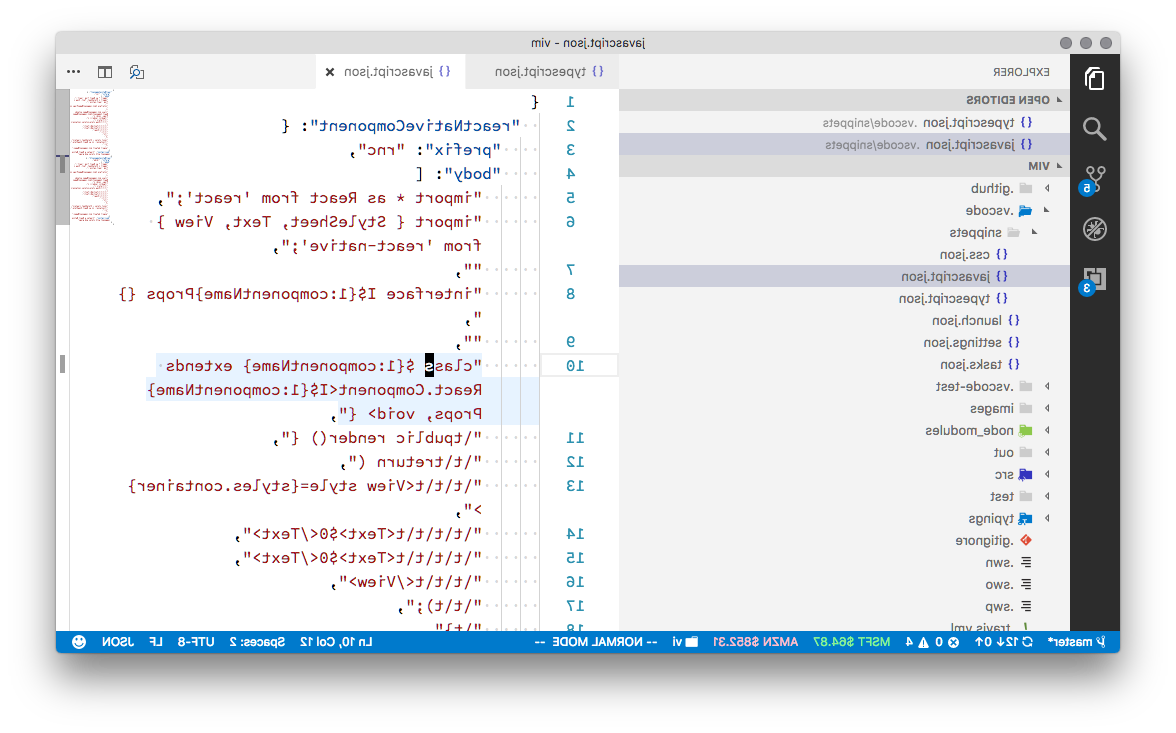 javascript.json - vim
EXPLORER
OPEN EDITORS
{} typescript.json .vscode/snippets
{} javascript.json .vscode/snippets
VIM
.github
.vscode
snippets
{} css.json
{} javascript.json
{} typescript.json
{} launch.json
{} settings.json
{} tasks.json
.vscode-test
images
node_modules
out
src
test
typings
.gitignore
.swn
.swo
.swp
! .travis.yml
5
3
{} typescript.json
{} javascript.json ×
1 {
2 "reactNativeComponent": {
3 "prefix": "rnc",
4 "body": [
5 "import * as React from 'react';",
6 "import { StyleSheet, Text, View }
from 'react-native';",
7 "",
8 "interface I${1:componentName}Props {}
",
9 "",
10 "class ${1:componentName} extends
React.Component<I${1:componentName}
Props, void> {",
11 "\tpublic render() {",
12 "\t\treturn (",
13 "\t\t\t<View style={styles.container}
>",
14 "\t\t\t\t<Text>$0</Text>",
15 "\t\t\t\t<Text>$0</Text>",
16 "\t\t\t</View>",
17 "\t\t);",
18 "\t}"
master* 12↓ 0↑ 0 4 MSFT $64.87 AMZN $852.31 vi -- NORMAL MODE -- Ln 10, Col 12 Spaces: 2 UTF-8 LF JSON